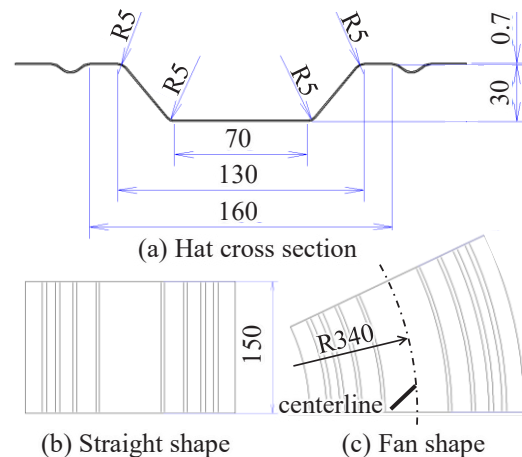 R5
R5
R5
R5
0.7
30
70
130
160
(a) Hat cross section
150
R340
centerline
(b) Straight shape
(c) Fan shape